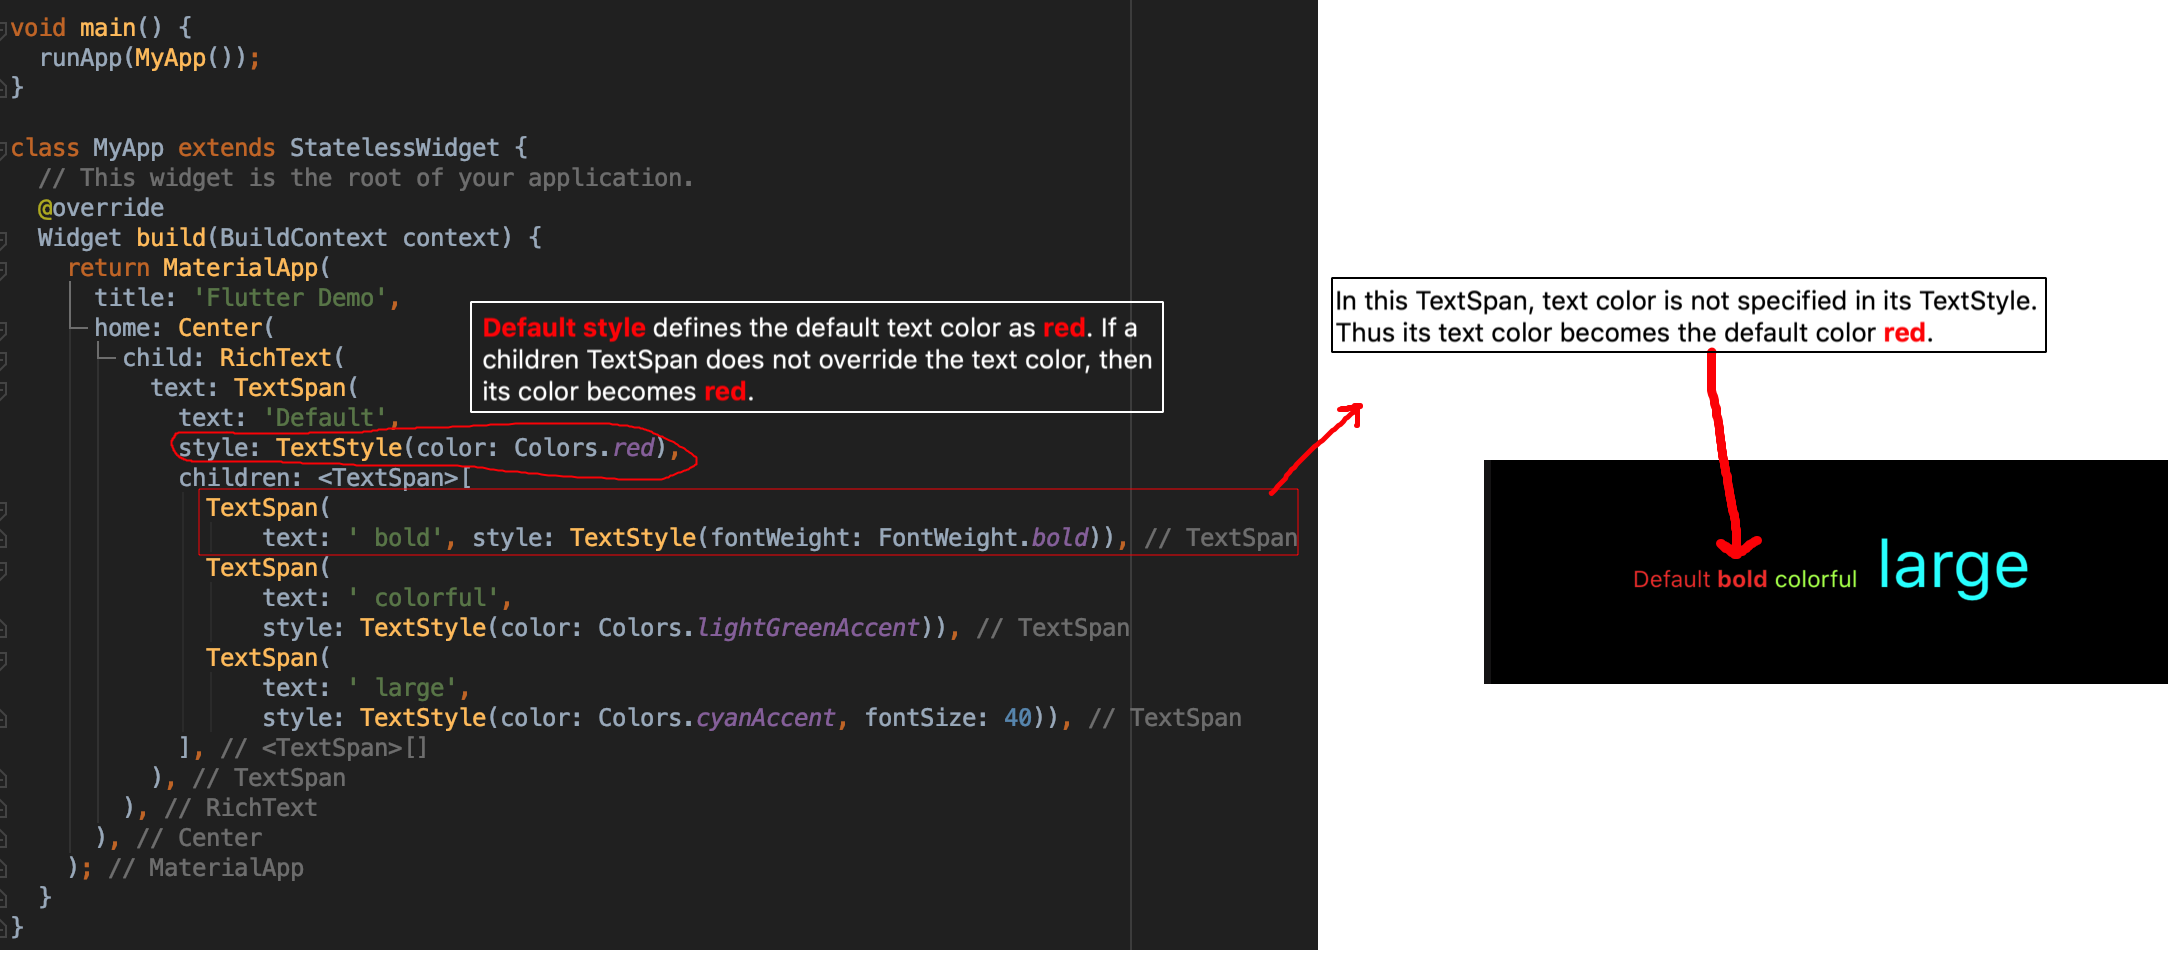 void main() {
  runApp(MyApp());
}

class MyApp extends StatelessWidget {
  // This widget is the root of your application.
  @override
  Widget build(BuildContext context) {
    return MaterialApp(
      title: 'Flutter Demo',
      home: Center(
        child: RichText(
          text: TextSpan(
            text: 'Default',
            style: TextStyle(color: Colors.red),
            children: <TextSpan>[
              TextSpan(
                  text: ' bold', style: TextStyle(fontWeight: FontWeight.bold)), // TextSpan
              TextSpan(
                  text: ' colorful',
                  style: TextStyle(color: Colors.lightGreenAccent)), // TextSpan
              TextSpan(
                  text: ' large',
                  style: TextStyle(color: Colors.cyanAccent, fontSize: 40)), // TextSpan
            ], // <TextSpan>[]
          ), // TextSpan
        ), // RichText
      ), // Center
    ); // MaterialApp
  }
}
Default style defines the default text color as red. If a
children TextSpan does not override the text color, then
its color becomes red.
In this TextSpan, text color is not specified in its TextStyle.
Thus its text color becomes the default color red.
Default bold colorful large